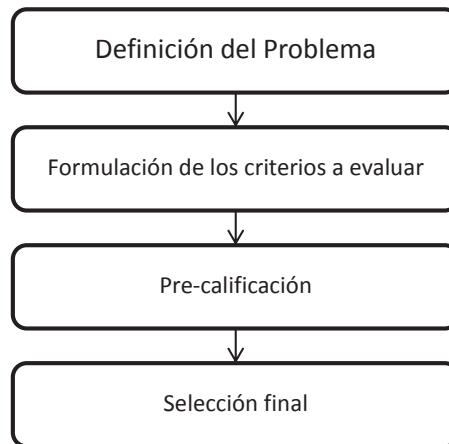 Definición del Problema
Formulación de los criterios a evaluar
Pre-calificación
Selección final